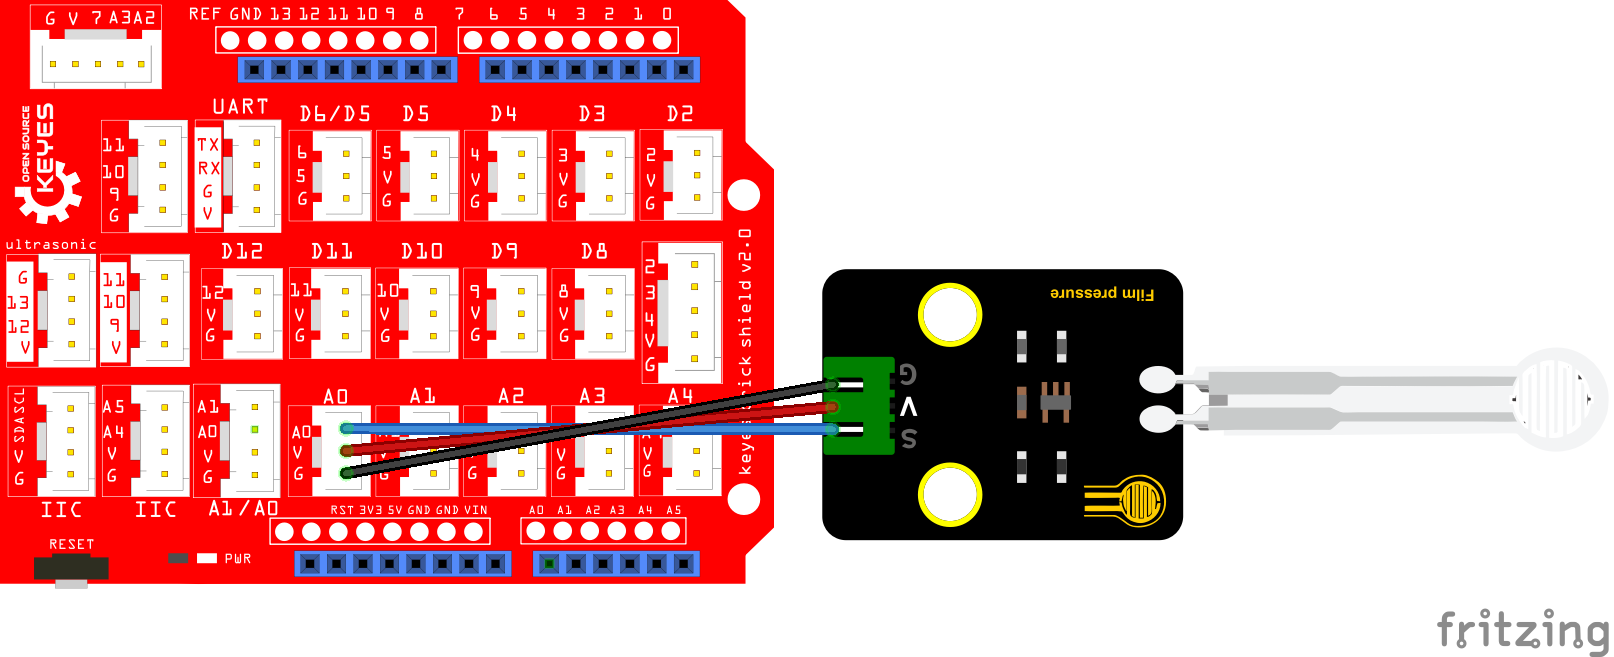 G V 7 A3 A2
REF GND 13 12 11 10 9 8
7 6 5 4 3 2 1 0
OPEN SOURCE
KEYES
UART
D6/D5
D5
D4
D3
D2
11
10
9
G
TX
RX
G
V
6
5
G
5
V
G
4
V
G
3
V
G
2
V
G
ultrasonic
D12
D11
D10
D9
D8
G
13
12
V
11
10
9
V
12
V
G
11
V
G
10
V
G
9
V
G
8
V
G
2
3
4
V
G
Film pressure
G
V
S
A0
A1
A2
A3
A4
SCL
SDA
V
G
A5
A4
V
G
A1
A0
V
G
A0
G
G
G
G
V
G
IIC
IIC
A1/A0
RST 3V3 5V GND GND VIN
A0 A1 A2 A3 A4 A5
RESET
PWR
shield v2.0
fritzing